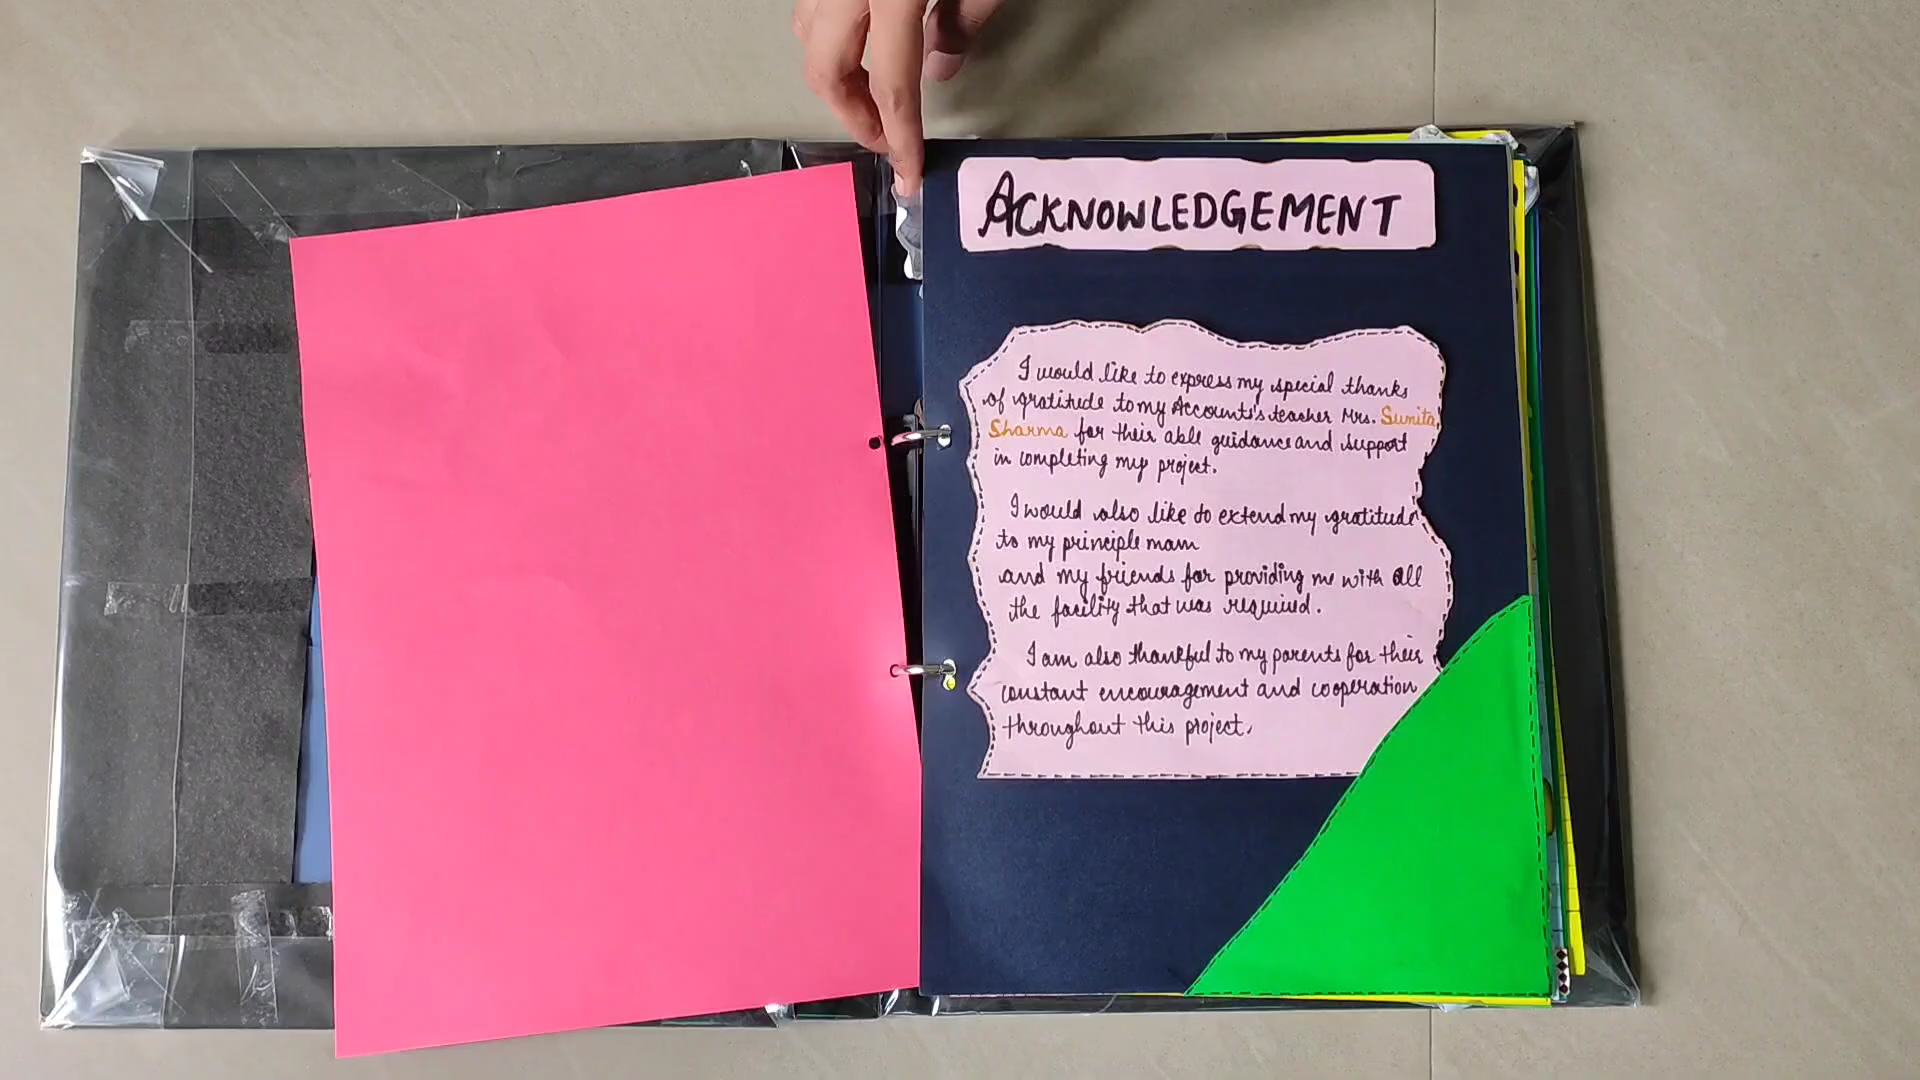 ACKNOWLEDGEMENT
I would like to express my special thanks
of gratitude to my Accounts's teacher Mrs. Sunita
Sharma for their able guidance and support
in completing my project.
I would also like to extend my gratitude
to my principle mam
and my friends for providing me with all
the facility that was required.
I am also thankful to my parents for their
constant encouragement and cooperation
throughout this project.